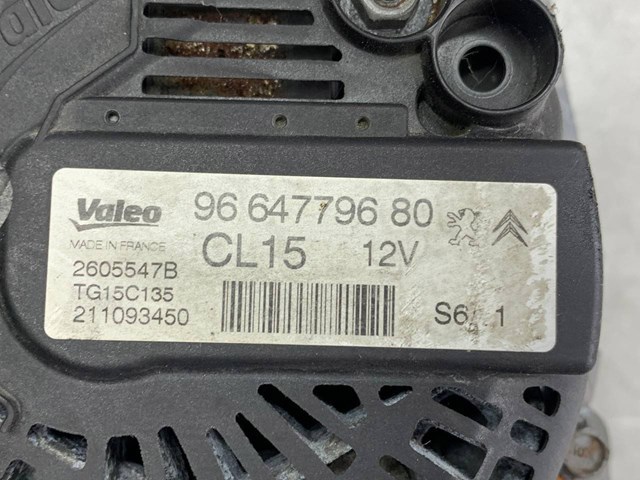 Valeo 96 647796 80
MADE IN FRANCE
CL15 12V
2605547B
TG15C135
211093450